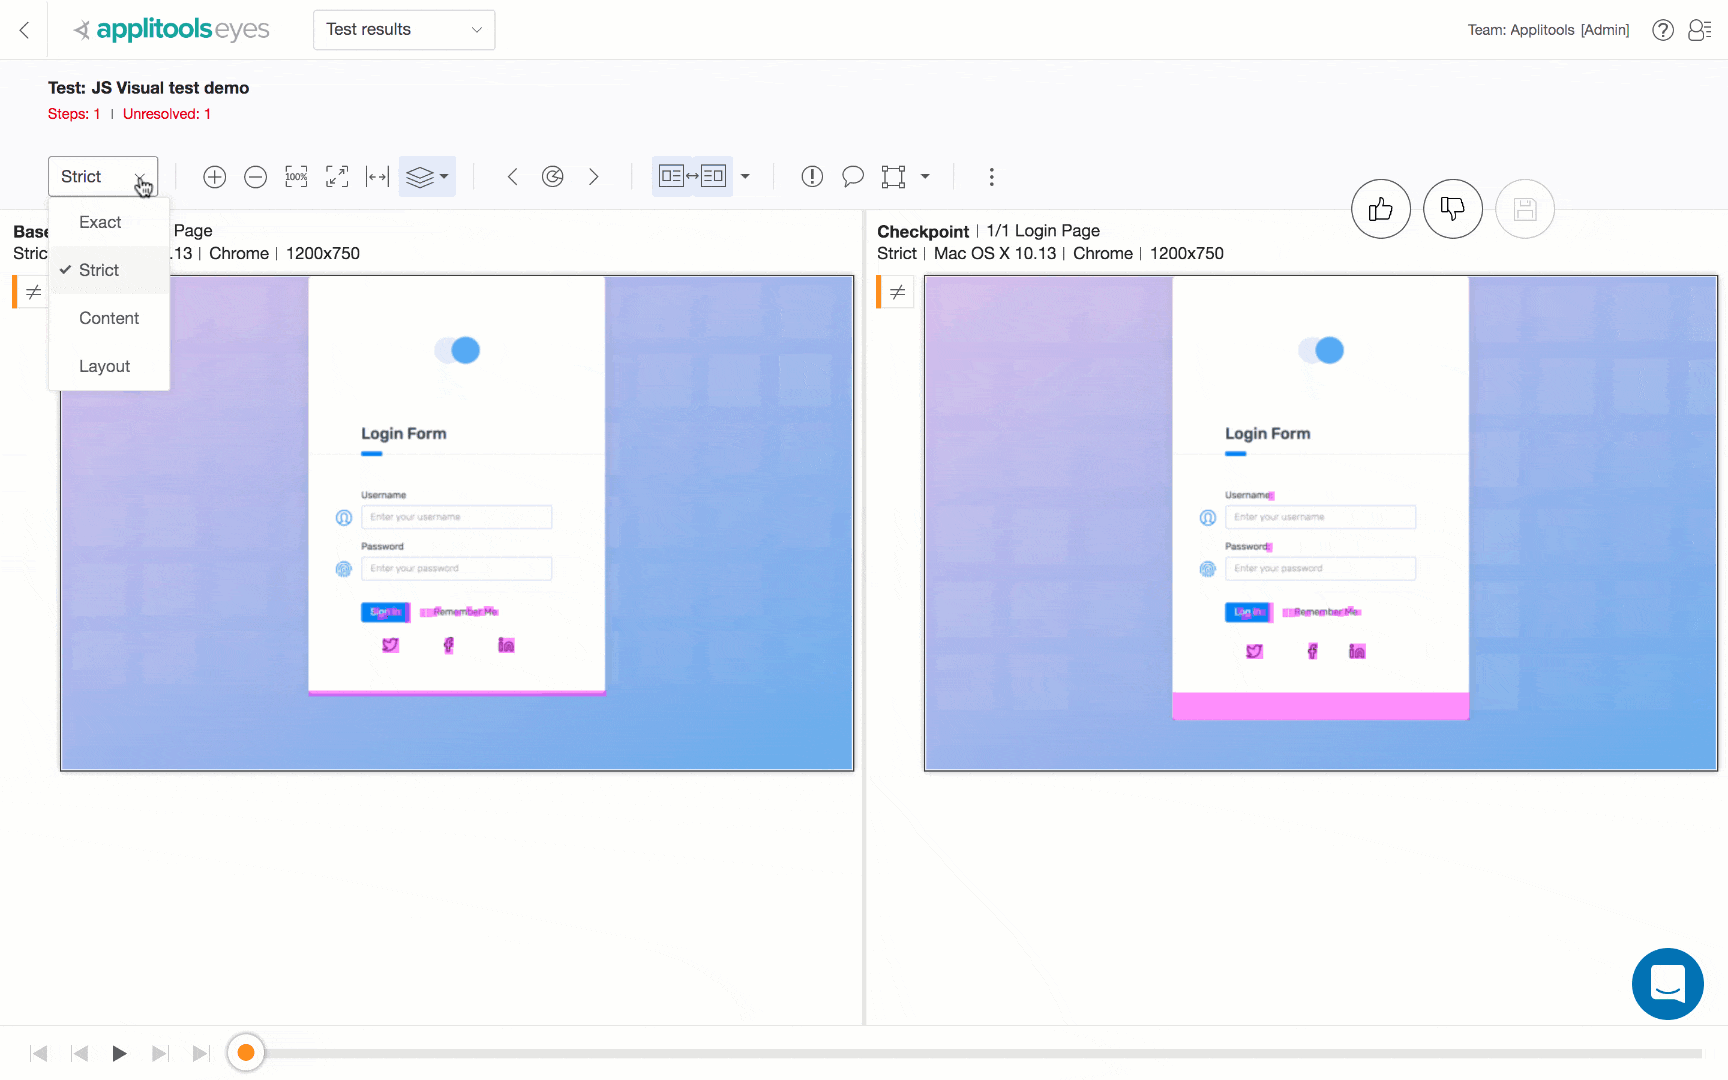 applitools eyes
Test results
Team: Applitools [Admin]
Test: JS Visual test demo
Steps: 1 | Unresolved: 1
Strict
100%
Exact
Strict
Content
Layout
Base
Page
Stric
.13 | Chrome | 1200x750
Login Form
Username
Enter your username
Password
Enter your password
Sign in
Remember Me
Checkpoint | 1/1 Login Page
Strict | Mac OS X 10.13 | Chrome | 1200x750
Login Form
Username:
Enter your username
Password:
Enter your password
Log in
Remember Me